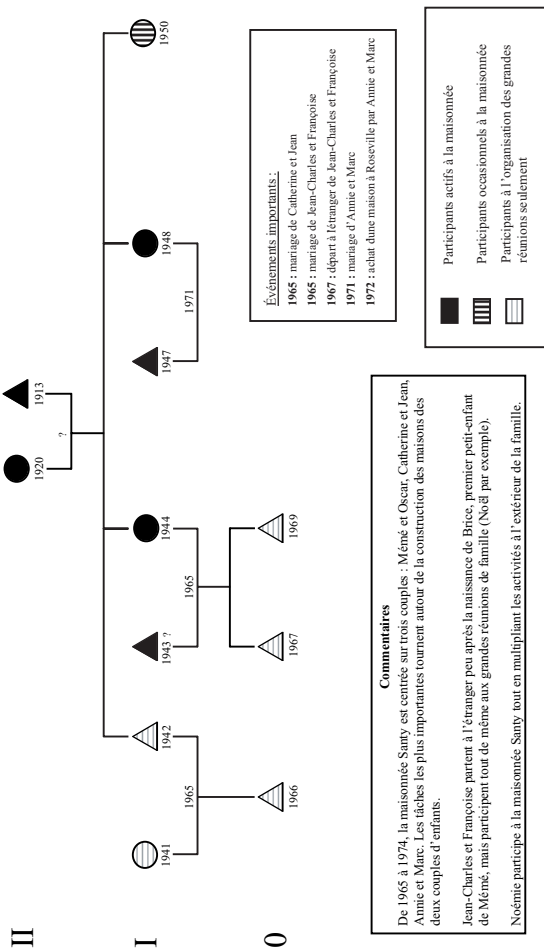 II
I
0
1920
1913
?
1941
1942
1943 ?
1944
1947
1948
1950
1965
1965
1971
1966
1967
1969
Événements importants :
1965 : mariage de Catherine et Jean
1965 : mariage de Jean-Charles et Françoise
1967 : départ à l'étranger de Jean-Charles et Françoise
1971 : mariage d'Annie et Marc
1972 : achat dune maison à Roseville par Annie et Marc
Commentaires
De 1965 à 1974, la maisonnée Santy est centrée sur trois couples : Mémé et Oscar, Catherine et Jean,
Annie et Marc. Les tâches les plus importantes tournent autour de la construction des maisons des
deux couples d'enfants.
Jean-Charles et Françoise partent à l'étranger peu après la naissance de Brice, premier petit-enfant
de Mémé, mais participent tout de même aux grandes réunions de famille (Noël par exemple).
Noémie participe à la maisonnée Santy tout en multipliant les activités à l'extérieur de la famille.
Participants actifs à la maisonnée
Participants occasionnels à la maisonnée
Participants à l'organisation des grandes
réunions seulement